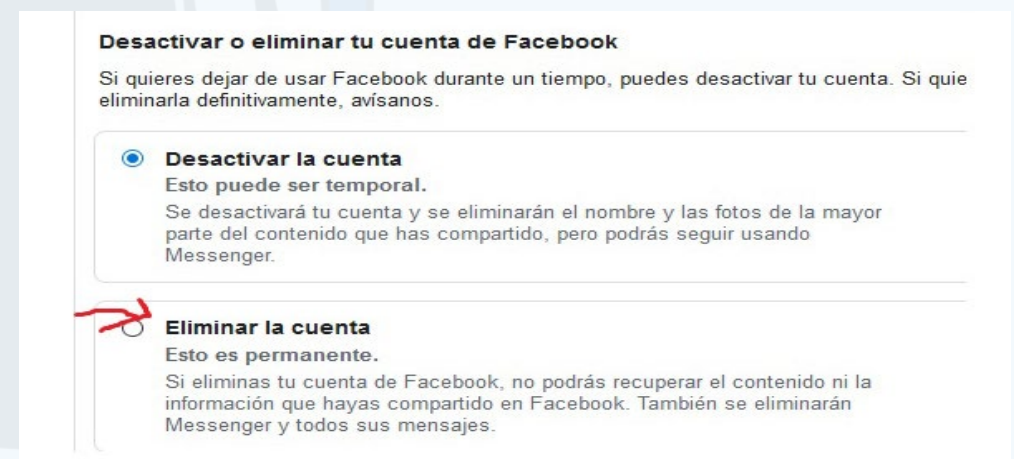 Desactivar o eliminar tu cuenta de Facebook
Si quieres dejar de usar Facebook durante un tiempo, puedes desactivar tu cuenta. Si quie
eliminarla definitivamente, avísanos.
Desactivar la cuenta
Esto puede ser temporal.
Se desactivará tu cuenta y se eliminarán el nombre y las fotos de la mayor
parte del contenido que has compartido, pero podrás seguir usando
Messenger.
Eliminar la cuenta
Esto es permanente.
Si eliminas tu cuenta de Facebook, no podrás recuperar el contenido ni la
información que hayas compartido en Facebook. También se eliminarán
Messenger y todos sus mensajes.